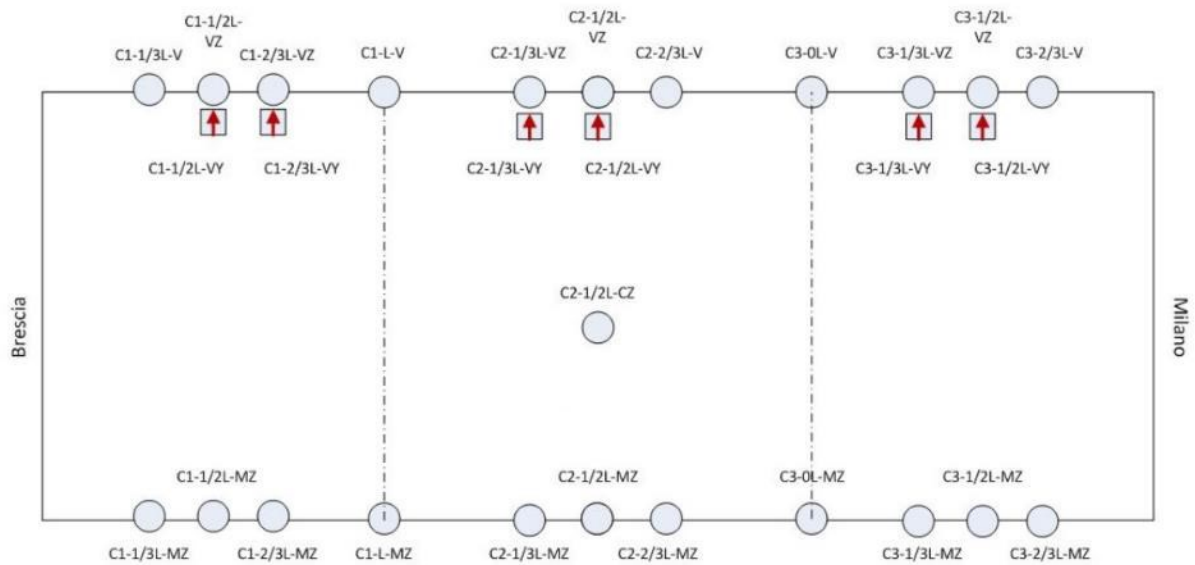 C1-1/2L-
VZ
C2-1/2L-
VZ
C3-1/2L-
VZ
C1-1/3L-V
C1-2/3L-VZ
C1-L-V
C2-1/3L-VZ
C2-2/3L-V
C3-0L-V
C3-1/3L-VZ
C3-2/3L-V
C1-1/2L-VY
C1-2/3L-VY
C2-1/3L-VY
C2-1/2L-VY
C3-1/3L-VY
C3-1/2L-VY
Brescia
C2-1/2L-CZ
Milano
C1-1/2L-MZ
C2-1/2L-MZ
C3-0L-MZ
C3-1/2L-MZ
C1-1/3L-MZ
C1-2/3L-MZ
C1-L-MZ
C2-1/3L-MZ
C2-2/3L-MZ
C3-1/3L-MZ
C3-2/3L-MZ